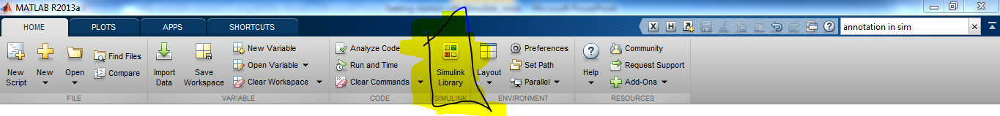 MATLAB R2013a
HOME PLOTS APPS SHORTCUTS
annotation in sim
New Script
New
Open
Find Files
Compare
FILE
Import Data
Save Workspace
New Variable
Open Variable
Clear Workspace
VARIABLE
Analyze Code
Run and Time
Clear Commands
CODE
Simulink Library
SIMULINK
Layout
Preferences
Set Path
Parallel
ENVIRONMENT
Help
Community
Request Support
Add-Ons
RESOURCES